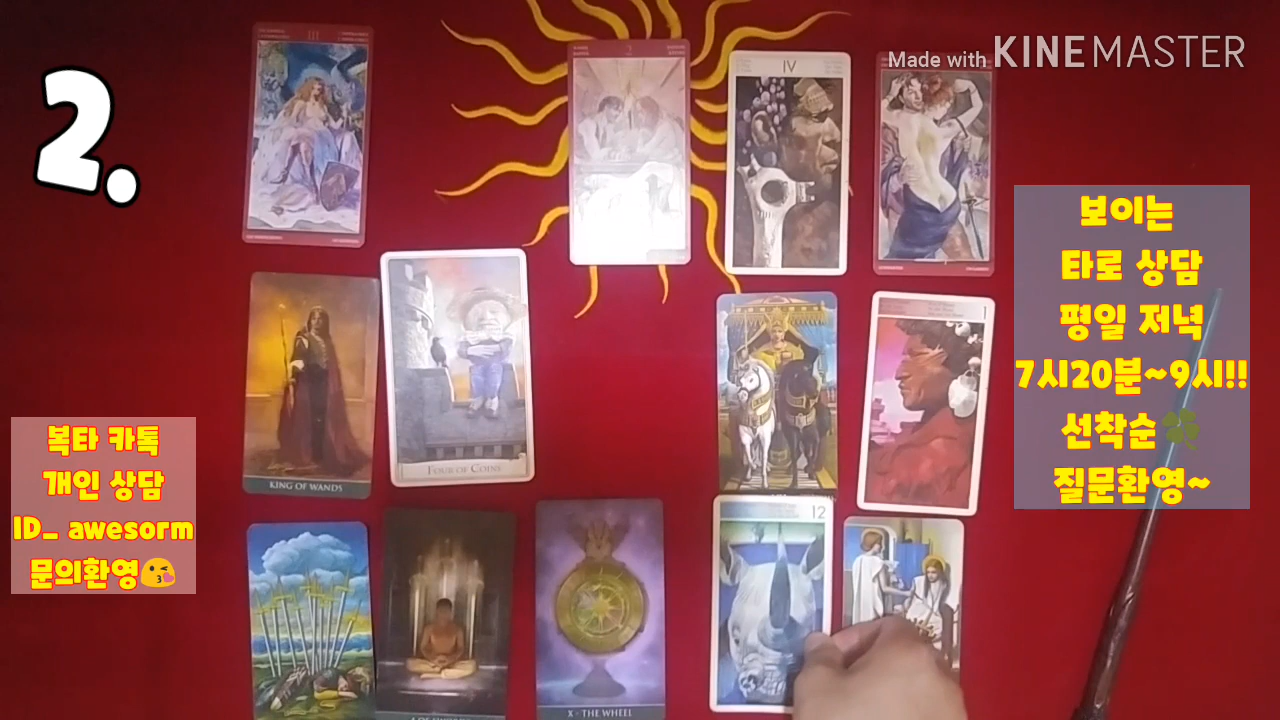 2.
Made with KINEMASTER
III
2
IV
보이는
타로 상담
평일 저녁
7시20분~9시!!
선착순🍀
질문환영~
I
FOUR OF COINS
KING OF WANDS
복타 카톡
개인 상담
ID_ awesorm
문의환영😘
12
X - THE WHEEL